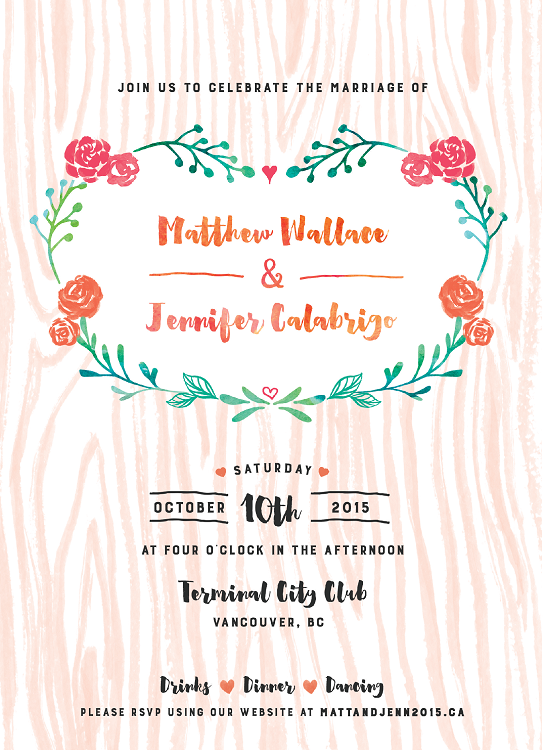 JOIN US TO CELEBRATE THE MARRIAGE OF
Matthew Wallace
&
Jennifer Calabrigo
SATURDAY
OCTOBER 10th 2015
AT FOUR O'CLOCK IN THE AFTERNOON
Terminal City Club
VANCOUVER, BC
Drinks Dinner Dancing
PLEASE RSVP USING OUR WEBSITE AT MATTANDJENN2015.CA